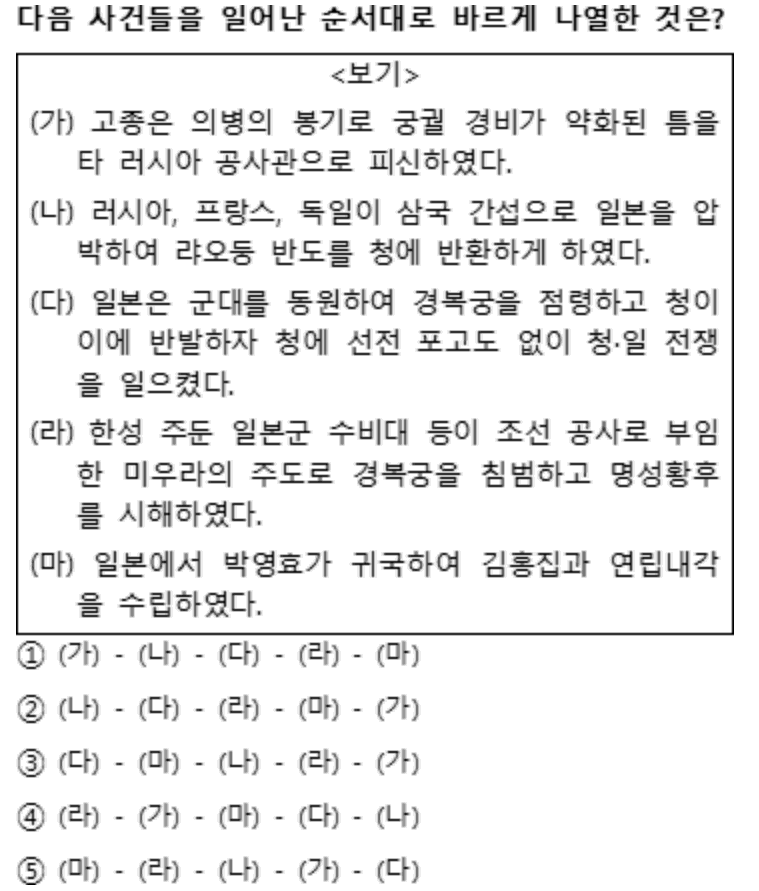 다음 사건들을 일어난 순서대로 바르게 나열한 것은?
<보기>
(가) 고종은 의병의 봉기로 궁궐 경비가 약화된 틈을
타 러시아 공사관으로 피신하였다.
(나) 러시아, 프랑스, 독일이 삼국 간섭으로 일본을 압
박하여 랴오둥 반도를 청에 반환하게 하였다.
(다) 일본은 군대를 동원하여 경복궁을 점령하고 청이
이에 반발하자 청에 선전 포고도 없이 청·일 전쟁
을 일으켰다.
(라) 한성 주둔 일본군 수비대 등이 조선 공사로 부임
한 미우라의 주도로 경복궁을 침범하고 명성황후
를 시해하였다.
(마) 일본에서 박영효가 귀국하여 김홍집과 연립내각
을 수립하였다.
① (가) - (나) - (다) - (라) - (마)
② (나) - (다) - (라) - (마) - (가)
③ (다) - (마) - (나) - (라) - (가)
④ (라) - (가) - (마) - (다) - (나)
⑤ (마) - (라) - (나) - (가) - (다)